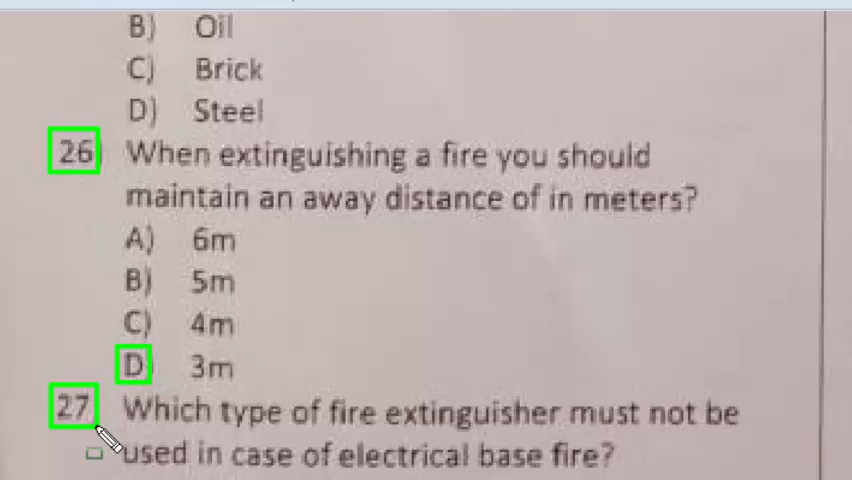 B) Oil
C) Brick
D) Steel
26) When extinguishing a fire you should
maintain an away distance of in meters?
A) 6m
B) 5m
C) 4m
D) 3m
27 Which type of fire extinguisher must not be
used in case of electrical base fire?